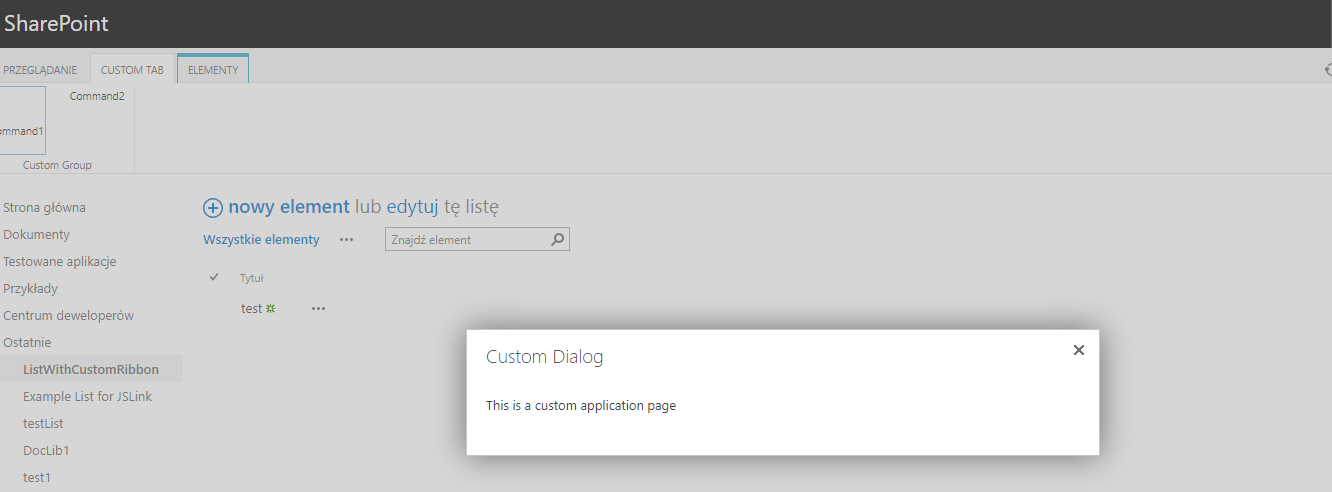 SharePoint
PRZEGLĄDANIE CUSTOM TAB ELEMENTY
Command2
ommand1
Custom Group
Strona główna
Dokumenty
Testowane aplikacje
Przykłady
Centrum deweloperów
Ostatnie
ListWithCustomRibbon
Example List for JSLink
testList
DocLib1
test1
nowy element lub edytuj tę listę
Wszystkie elementy ••• Znajdź element
Tytuł
test •••
Custom Dialog
This is a custom application page